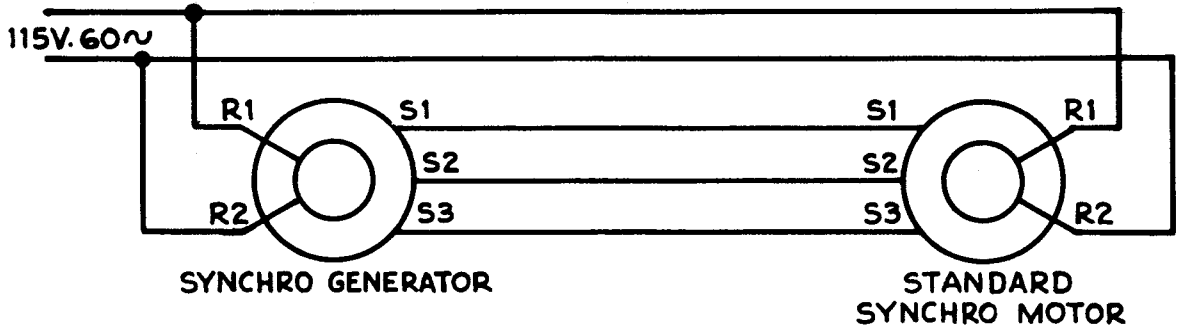 115V. 60~
R1
S1
S1
R1
S2
S2
R2
S3
S3
R2
SYNCHRO GENERATOR
STANDARD
SYNCHRO MOTOR